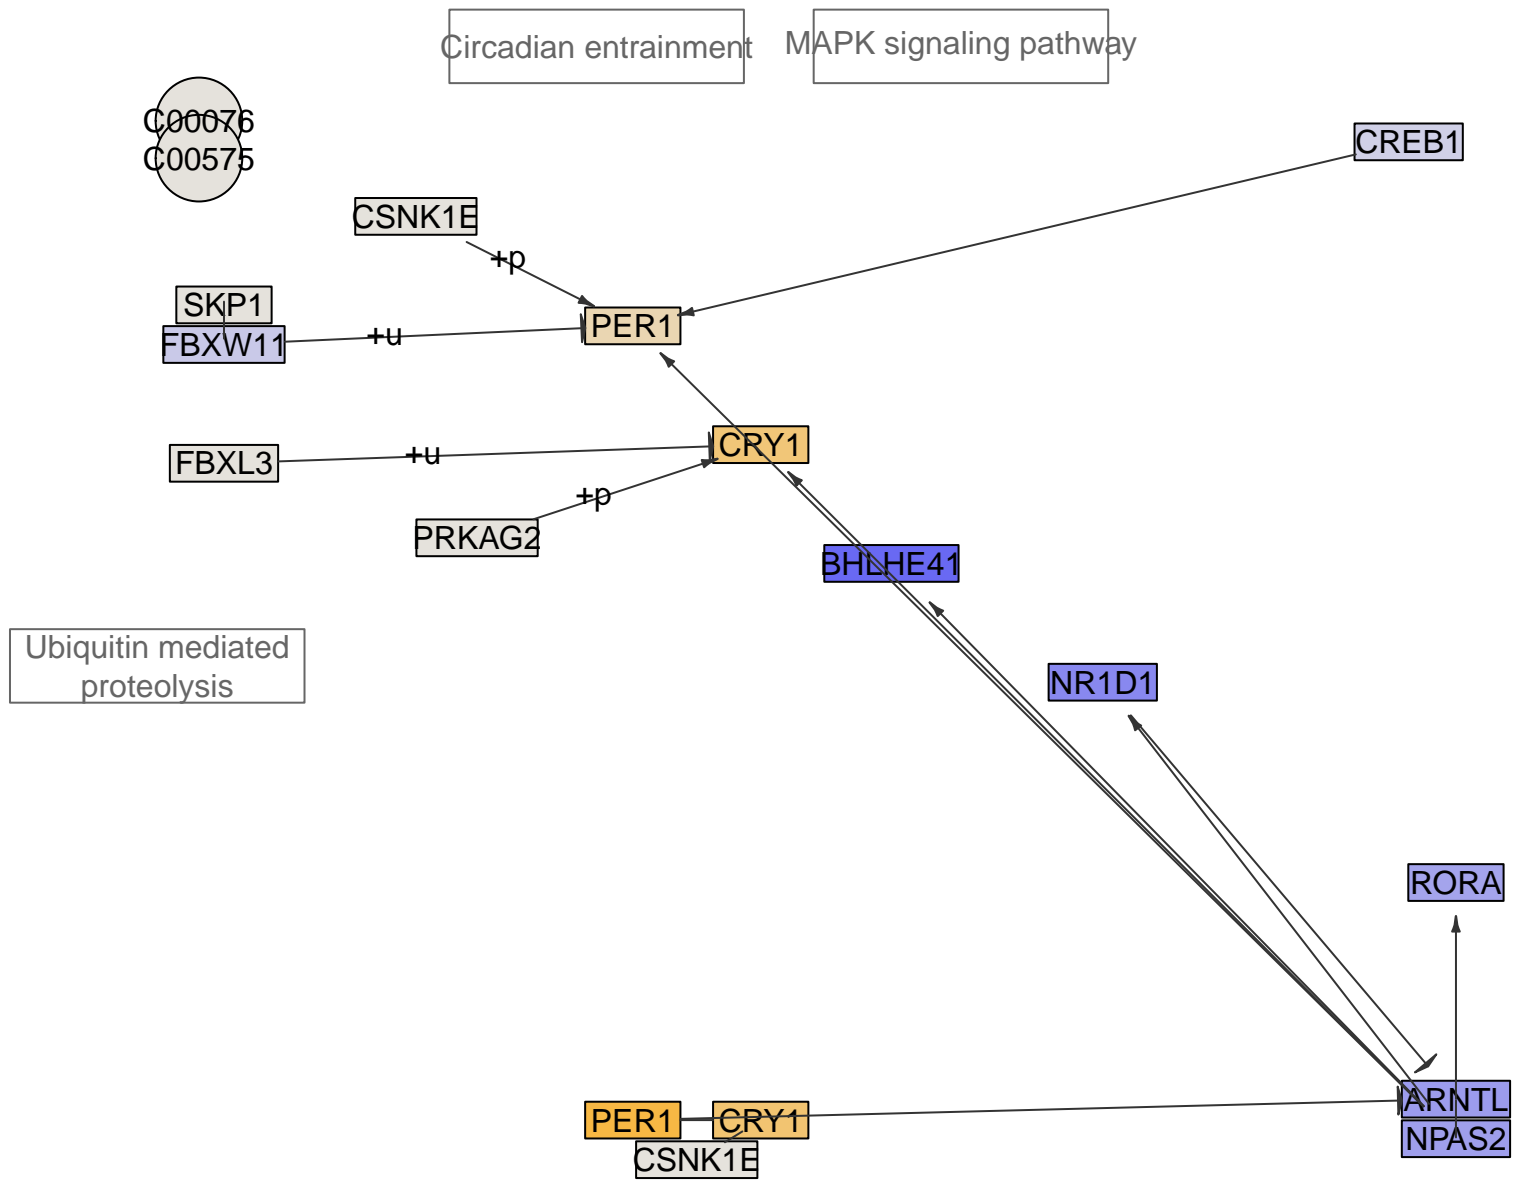 Circadian entrainment
MAPK signaling pathway
C00076
C00575
CREB1
CSNK1E
+p
SKP1
FBXW11
+u
PER1
CRY1
FBXL3
+u
+p
PRKAG2
BHLHE41
Ubiquitin mediated
proteolysis
NR1D1
RORA
ARNTL
NPAS2
PER1
CRY1
CSNK1E